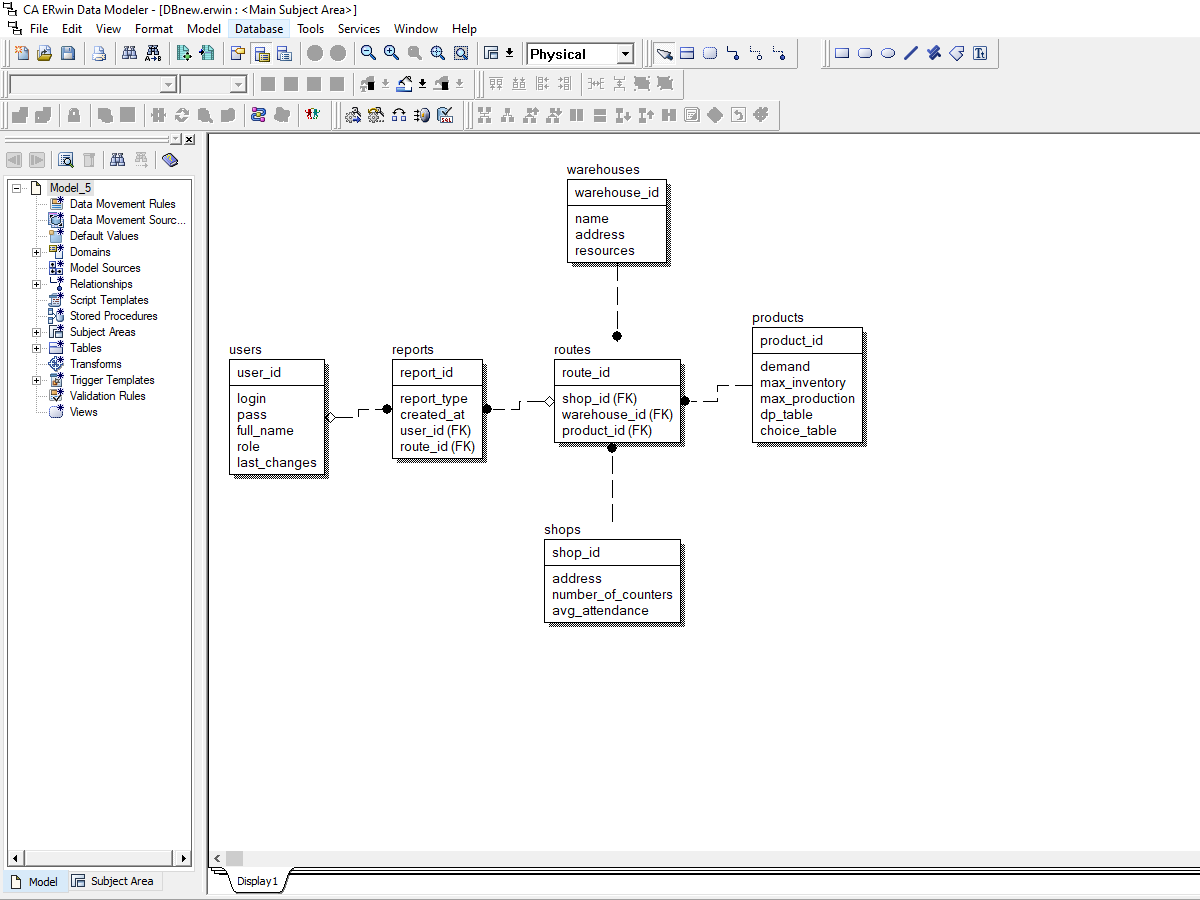 CA ERwin Data Modeler - [DBnew.erwin : <Main Subject Area>]
File Edit View Format Model Database Tools Services Window Help
Physical
Model_5
Data Movement Rules
Data Movement Sourc...
Default Values
Domains
Model Sources
Relationships
Script Templates
Stored Procedures
Subject Areas
Tables
Transforms
Trigger Templates
Validation Rules
Views
warehouses
warehouse_id
name
address
resources
products
product_id
demand
max_inventory
max_production
dp_table
choice_table
users
user_id
login
pass
full_name
role
last_changes
reports
report_id
report_type
created_at
user_id (FK)
route_id (FK)
routes
route_id
shop_id (FK)
warehouse_id (FK)
product_id (FK)
shops
shop_id
address
number_of_counters
avg_attendance
Model Subject Area
Display1